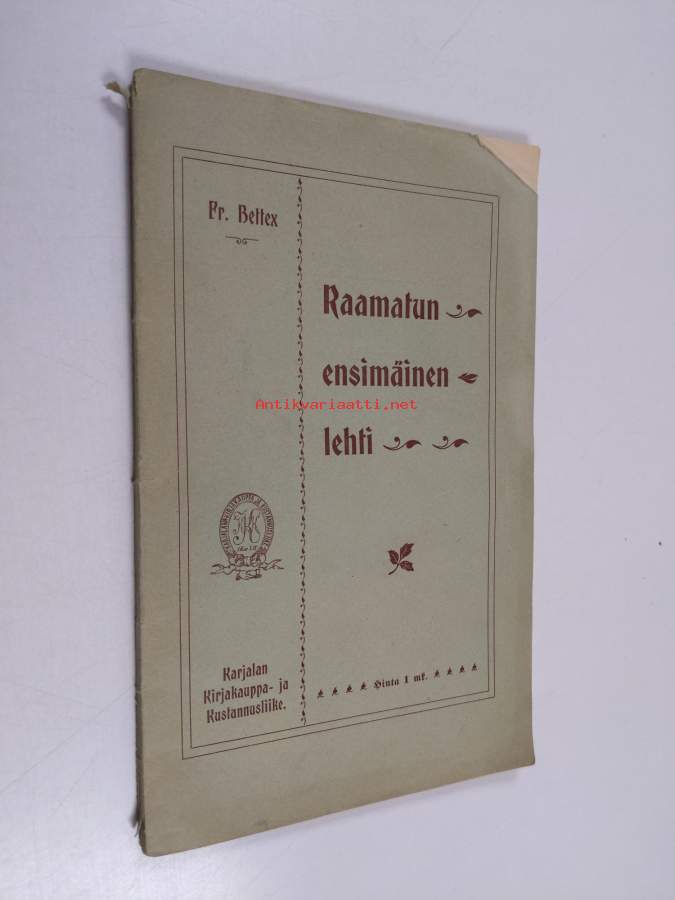 Fr. Bettex
Raamatun
ensimäinen
lehti
Antikvariaatti.net
Karjalan
Kirjakauppa- ja
Kustannusliike.
Hinta 1 mk.